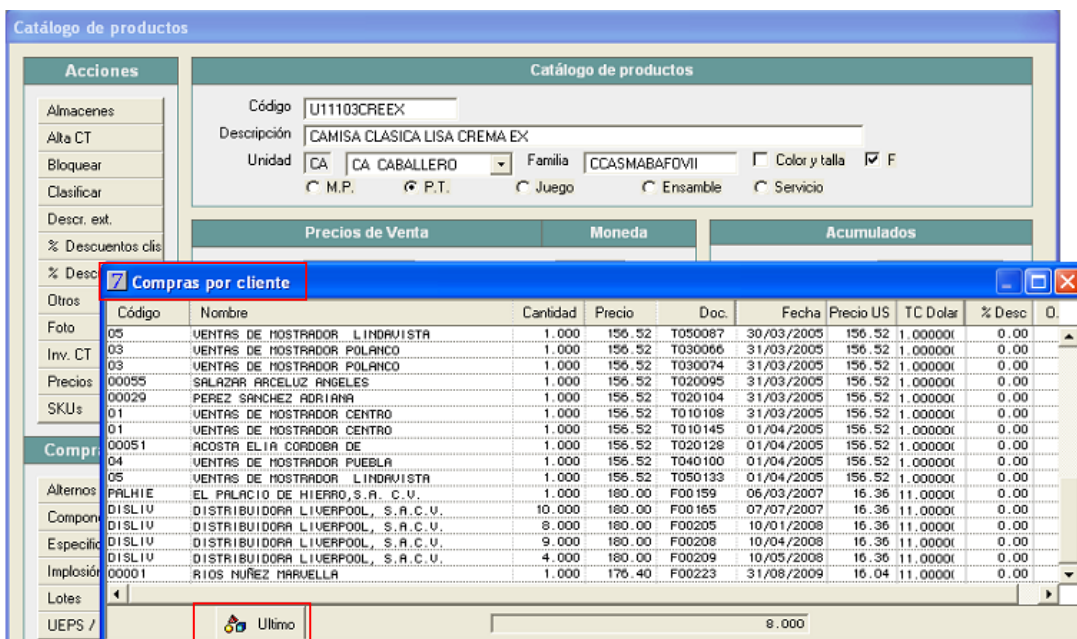 Catálogo de productos
Acciones
Catálogo de productos
Almacenes
Alta CT
Bloquear
Clasificar
Descr. ext.
% Descuentos clis
% Desc
Otros
Foto
Inv. CT
Precios
SKUs
Código U11103CREEX
Descripción CAMISA CLASICA LISA CREMA EX
Unidad CA CA CABALLERO Familia CCASMABAFOVII Color y talla F
M.P. P.T. Juego Ensamble Servicio
Precios de Venta Moneda Acumulados
Compr
Alternos
Compon
Especific
Implosión
Lotes
UEPS /
7 Compras por cliente
Código Nombre Cantidad Precio Doc. Fecha Precio US TC Dolar % Desc O.
05 VENTAS DE MOSTRADOR LINDAVISTA 1.000 156.52 T050087 30/03/2005 156.52 1.00000( 0.00
03 VENTAS DE MOSTRADOR POLANCO 1.000 156.52 T030066 31/03/2005 156.52 1.00000( 0.00
03 VENTAS DE MOSTRADOR POLANCO 1.000 156.52 T030074 31/03/2005 156.52 1.00000( 0.00
00055 SALAZAR ARCELUZ ANGELES 1.000 156.52 T020095 31/03/2005 156.52 1.00000( 0.00
00029 PEREZ SANCHEZ ADRIANA 1.000 156.52 T020104 31/03/2005 156.52 1.00000( 0.00
01 VENTAS DE MOSTRADOR CENTRO 1.000 156.52 T010108 31/03/2005 156.52 1.00000( 0.00
01 VENTAS DE MOSTRADOR CENTRO 1.000 156.52 T010145 01/04/2005 156.52 1.00000( 0.00
00051 ACOSTA ELIA CORDOBA DE 1.000 156.52 T020128 01/04/2005 156.52 1.00000( 0.00
04 VENTAS DE MOSTRADOR PUEBLA 1.000 156.52 T040100 01/04/2005 156.52 1.00000( 0.00
05 VENTAS DE MOSTRADOR LINDAVISTA 1.000 156.52 T050133 01/04/2005 156.52 1.00000( 0.00
PALHIE EL PALACIO DE HIERRO,S.A. C.V. 1.000 180.00 F00159 06/03/2007 16.36 11.0000( 0.00
DISLIV DISTRIBUIDORA LIVERPOOL, S.A.C.V. 10.000 180.00 F00165 07/07/2007 16.36 11.0000( 0.00
DISLIV DISTRIBUIDORA LIVERPOOL, S.A.C.V. 8.000 180.00 F00205 10/01/2008 16.36 11.0000( 0.00
DISLIV DISTRIBUIDORA LIVERPOOL, S.A.C.V. 9.000 180.00 F00208 10/04/2008 16.36 11.0000( 0.00
DISLIV DISTRIBUIDORA LIVERPOOL, S.A.C.V. 4.000 180.00 F00209 10/05/2008 16.36 11.0000( 0.00
00001 RIOS NUÑEZ MARVELLA 1.000 176.40 F00223 31/08/2009 16.04 11.0000( 0.00
Ultimo 8.000